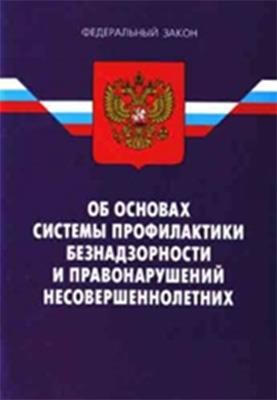 ФЕДЕРАЛЬНЫЙ ЗАКОН
ОБ ОСНОВАХ
СИСТЕМЫ ПРОФИЛАКТИКИ
БЕЗНАДЗОРНОСТИ
И ПРАВОНАРУШЕНИЙ
НЕСОВЕРШЕННОЛЕТНИХ